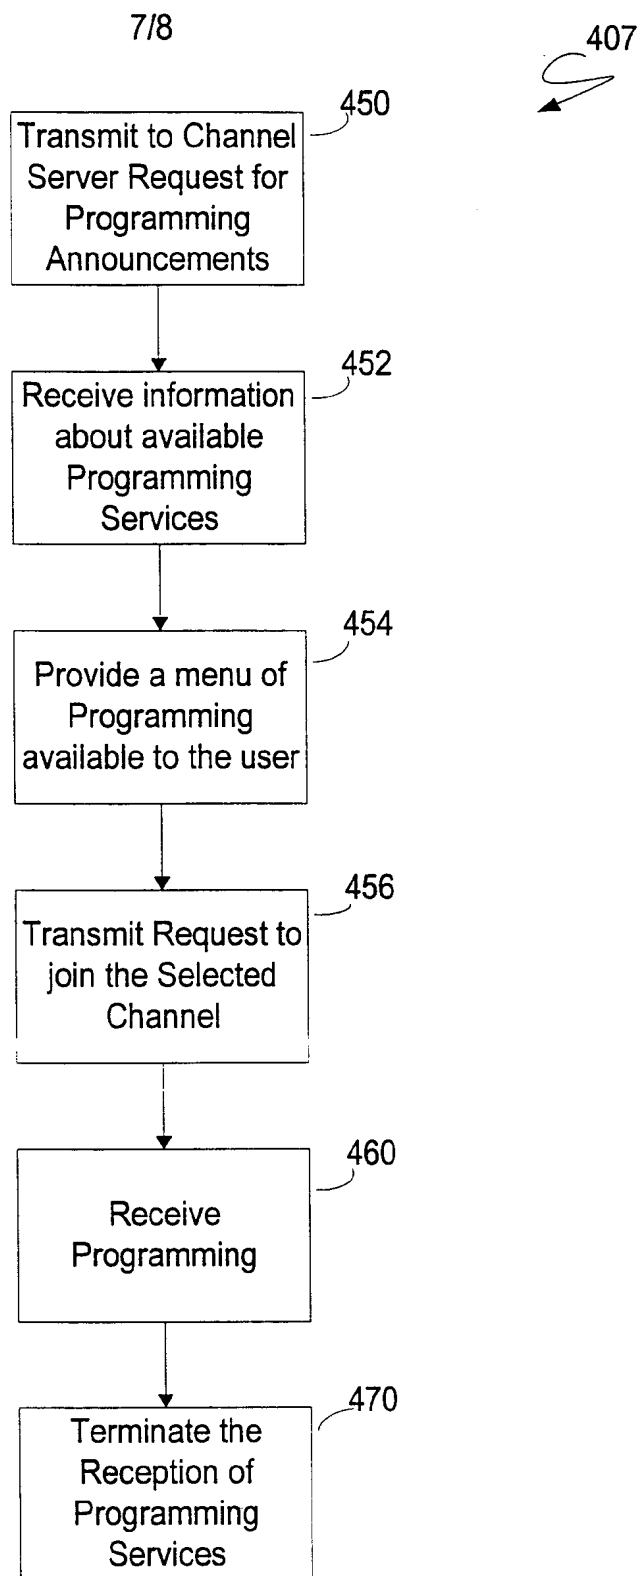 7/8
407
450
Transmit to Channel
Server Request for
Programming
Announcements
452
Receive information
about available
Programming
Services
454
Provide a menu of
Programming
available to the user
456
Transmit Request to
join the Selected
Channel
460
Receive
Programming
470
Terminate the
Reception of
Programming
Services